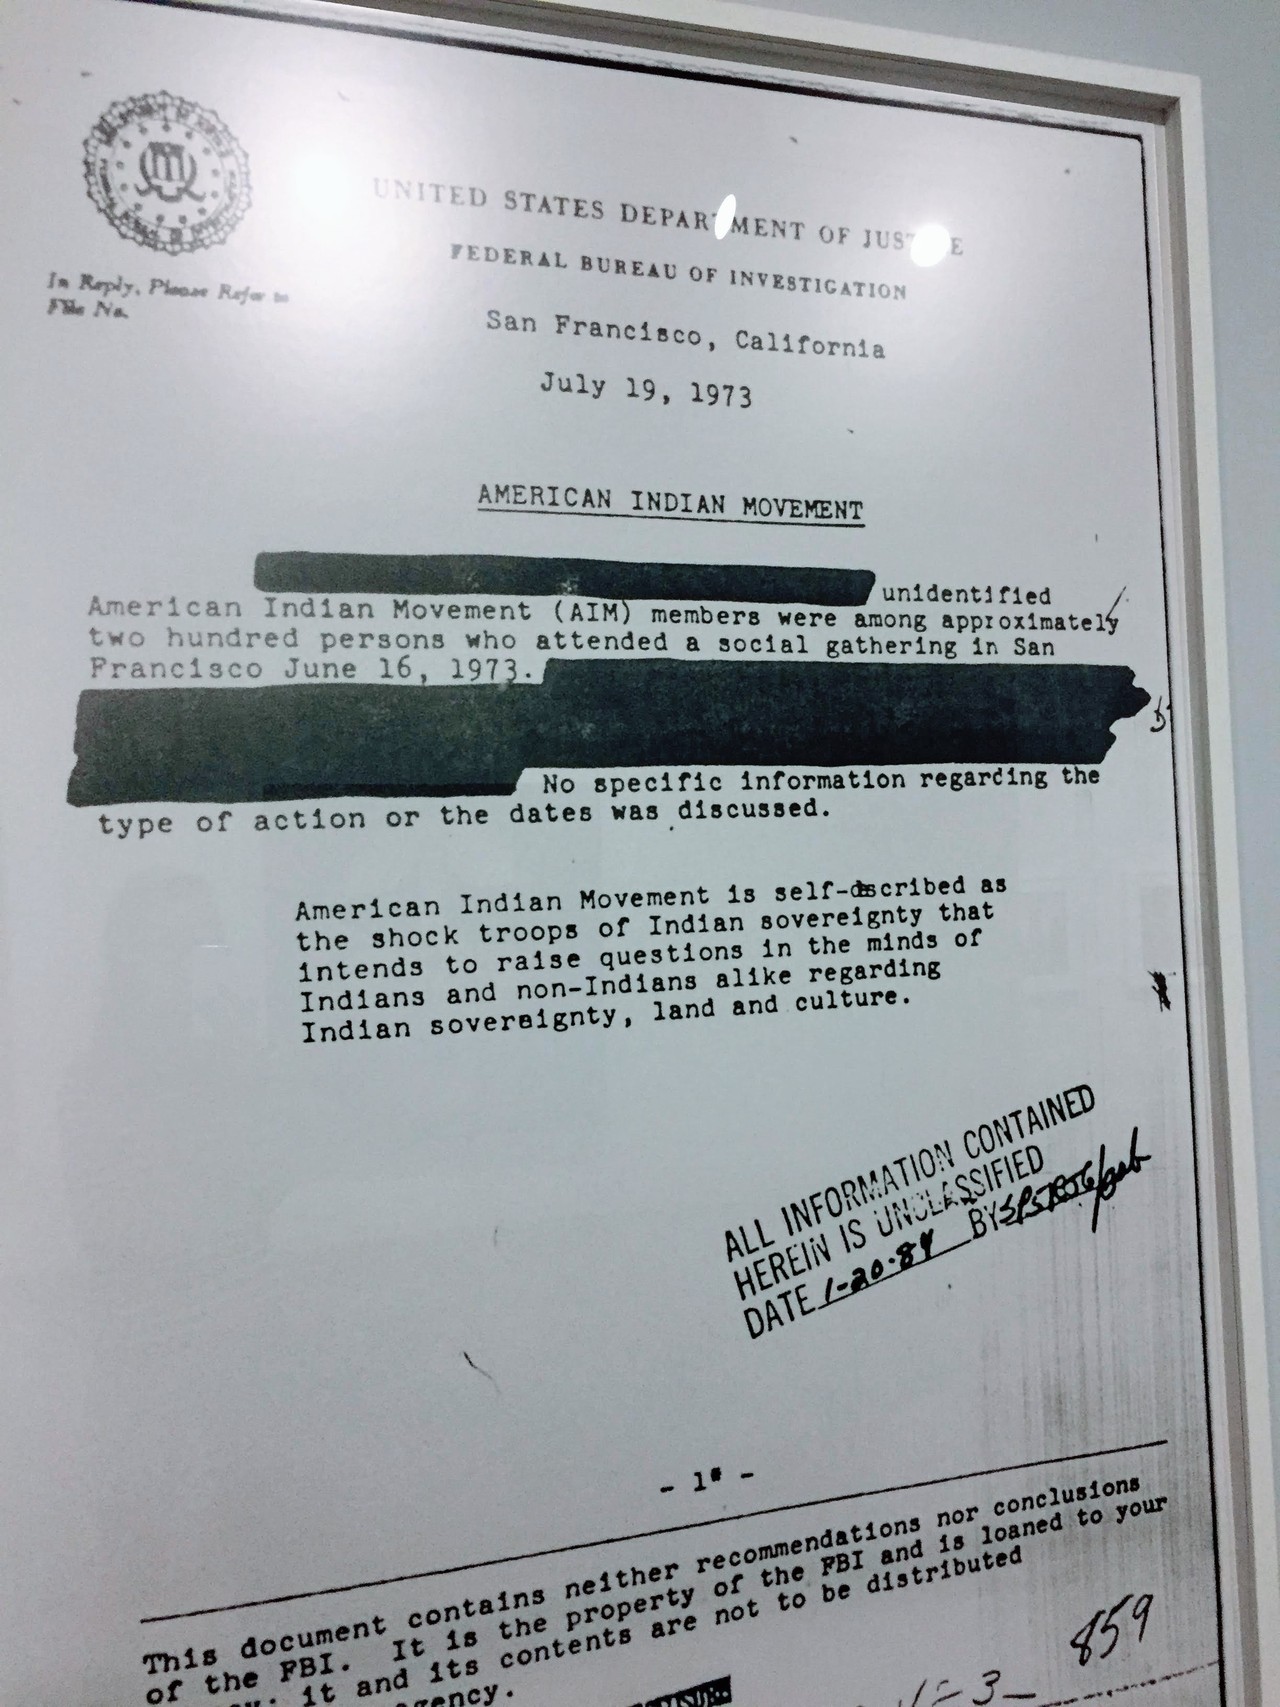 UNITED STATES DEPARTMENT OF JUSTICE
FEDERAL BUREAU OF INVESTIGATION
In Reply, Please Refer to
File No.
San Francisco, California
July 19, 1973
AMERICAN INDIAN MOVEMENT
unidentified
American Indian Movement (AIM) members were among approximately
two hundred persons who attended a social gathering in San
Francisco June 16, 1973.
No specific information regarding the
type of action or the dates was discussed.
American Indian Movement is self-dscribed as
the shock troops of Indian sovereignty that
intends to raise questions in the minds of
Indians and non-Indians alike regarding
Indian sovereignty, land and culture.
ALL INFORMATION CONTAINED
HEREIN IS UNCLASSIFIED
DATE 1-20-84 BY
- 1* -
This document contains neither recommendations nor conclusions
of the FBI. It is the property of the FBI and is loaned to your
it and its contents are not to be distributed
859